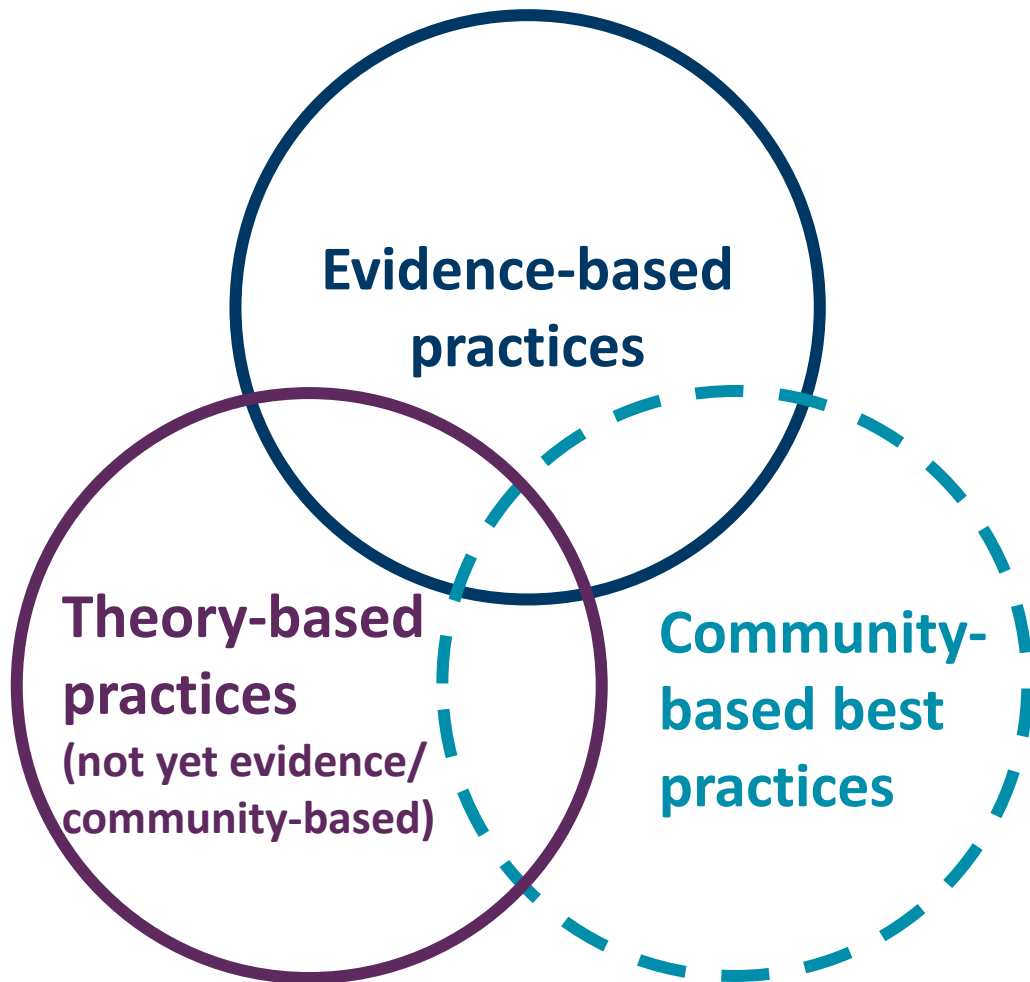 Evidence-based
practices
Theory-based
practices
(not yet evidence/
community-based)
Community-
based best
practices